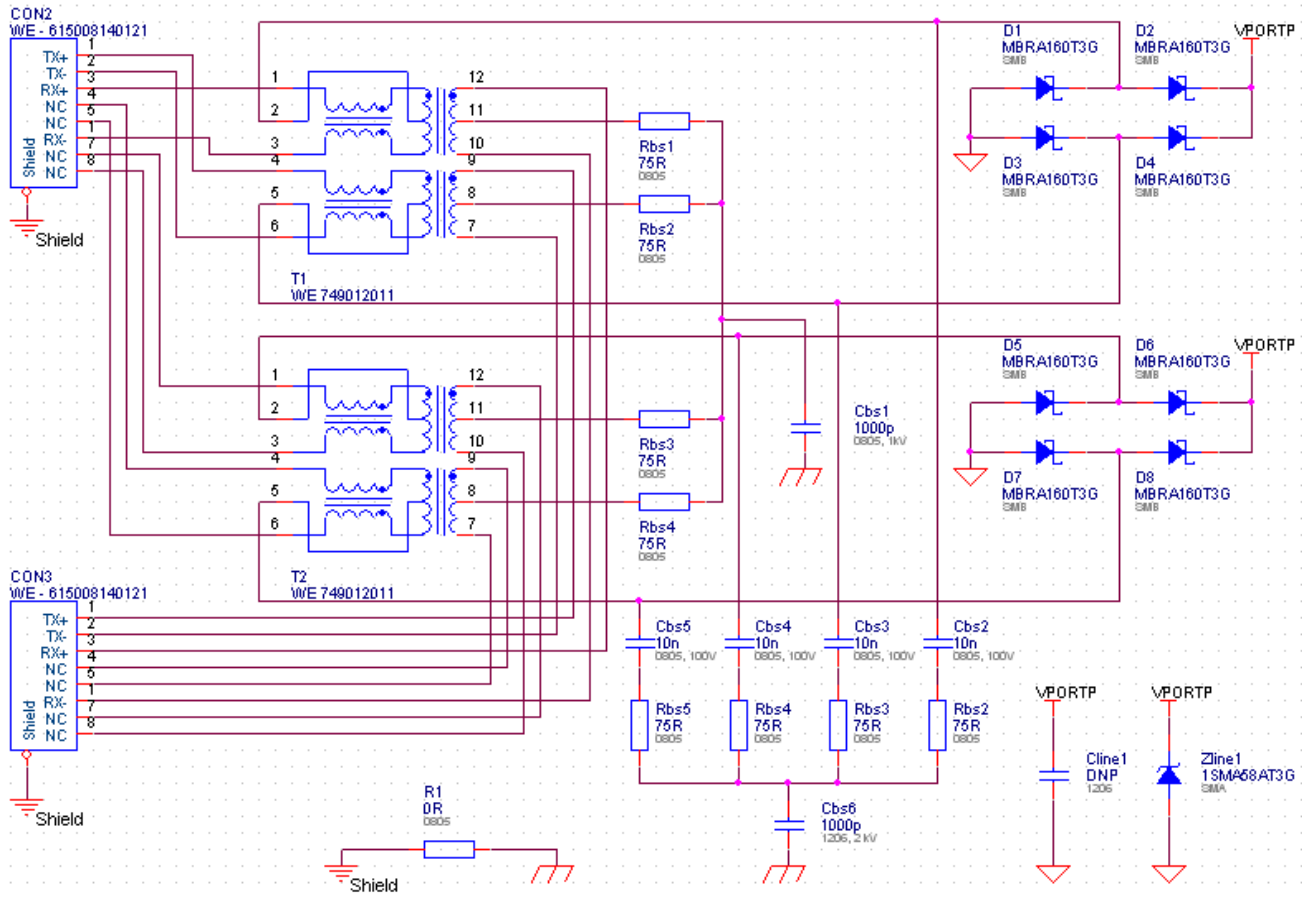 CON2
WE - 615008140121
1
2
3
4
5
1
7
8
TX+
TX-
RX+
NC
NC
RX-
NC
NC
Shield
Shield
1
2
3
4
5
6
12
11
10
9
8
7
T1
WE 749012011
Rbs1
75R
0805
Rbs2
75R
0805
D1
MBRA160T3G
SMB
D2
MBRA160T3G
SMB
VPORTP
D3
MBRA160T3G
SMB
D4
MBRA160T3G
SMB
1
2
3
4
5
6
12
11
10
9
8
7
T2
WE 749012011
Rbs3
75R
0805
Rbs4
75R
0805
Cbs1
1000p
0805, 1kV
D5
MBRA160T3G
SMB
D6
MBRA160T3G
SMB
VPORTP
D7
MBRA160T3G
SMB
D8
MBRA160T3G
SMB
CON3
WE - 615008140121
1
2
3
4
5
1
7
8
TX+
TX-
RX+
NC
NC
RX-
NC
NC
Shield
Shield
Cbs5
10n
0805, 100V
Cbs4
10n
0805, 100V
Cbs3
10n
0805, 100V
Cbs2
10n
0805, 100V
Rbs5
75R
0805
Rbs4
75R
0805
Rbs3
75R
0805
Rbs2
75R
0805
Cbs6
1000p
1206, 2kV
R1
0R
0805
Shield
VPORTP
Cline1
DNP
1206
VPORTP
Zline1
1SMA58AT3G
SMA